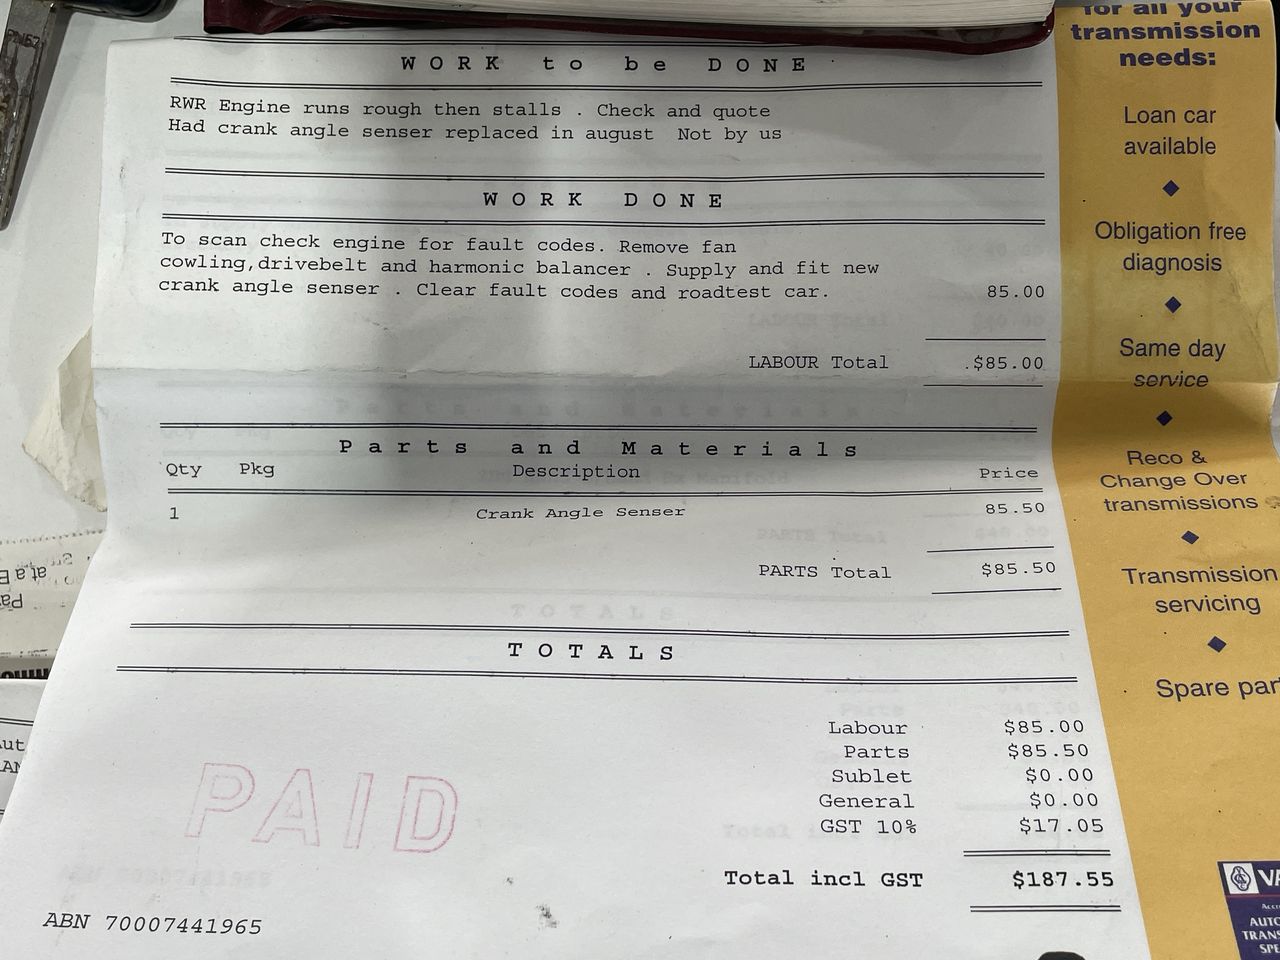 WORK to be DONE
RWR Engine runs rough then stalls . Check and quote
Had crank angle senser replaced in august Not by us
WORK DONE
To scan check engine for fault codes. Remove fan
cowling,drivebelt and harmonic balancer . Supply and fit new
crank angle senser . Clear fault codes and roadtest car. 85.00
LABOUR Total $85.00
Parts and Materials
Qty Pkg Description Price
1 Crank Angle Senser 85.50
PARTS Total $85.50
TOTALS
Labour $85.00
Parts $85.50
Sublet $0.00
General $0.00
GST 10% $17.05
Total incl GST $187.55
PAID
ABN 70007441965
for all your
transmission
needs:
Loan car
available
Obligation free
diagnosis
Same day
service
Reco &
Change Over
transmissions
Transmission
servicing
Spare par